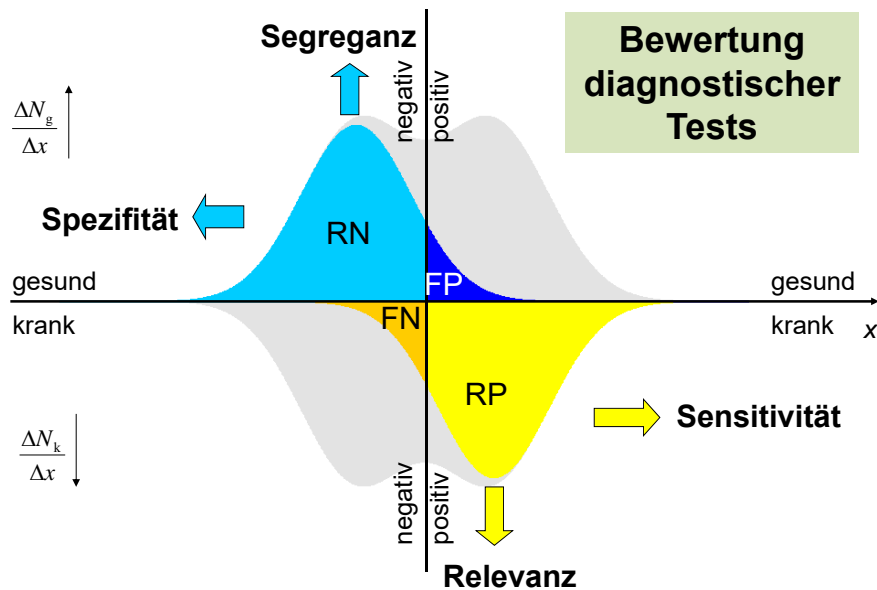 Segreganz
Bewertung
diagnostischer
Tests
negativ
positiv
ΔN_g
Δx
Spezifität
RN
FP
gesund
gesund
krank
FN
krank
x
RP
Sensitivität
ΔN_k
Δx
negativ
positiv
Relevanz